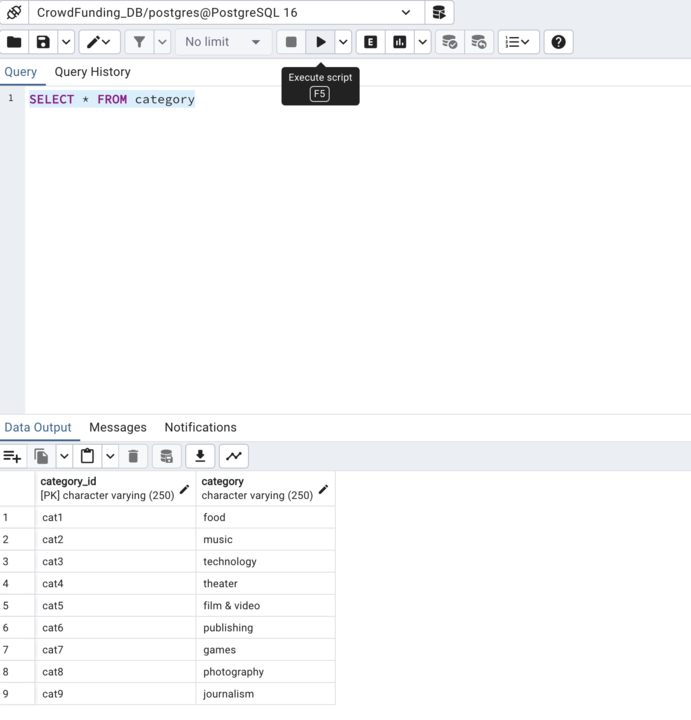 CrowdFunding_DB/postgres@PostgreSQL 16
No limit
E
Query Query History
Execute script
F5
1 SELECT * FROM category
Data Output Messages Notifications
category_id category
[PK] character varying (250) character varying (250)
1 cat1 food
2 cat2 music
3 cat3 technology
4 cat4 theater
5 cat5 film & video
6 cat6 publishing
7 cat7 games
8 cat8 photography
9 cat9 journalism